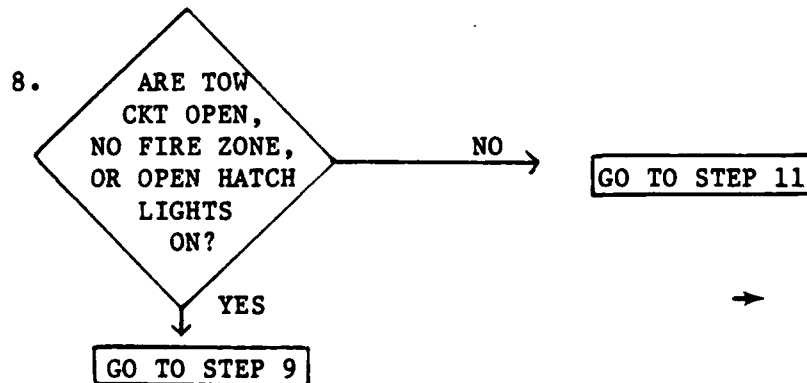 8.
ARE TOW
CKT OPEN,
NO FIRE ZONE,
OR OPEN HATCH
LIGHTS
ON?
NO
GO TO STEP 11
YES
GO TO STEP 9